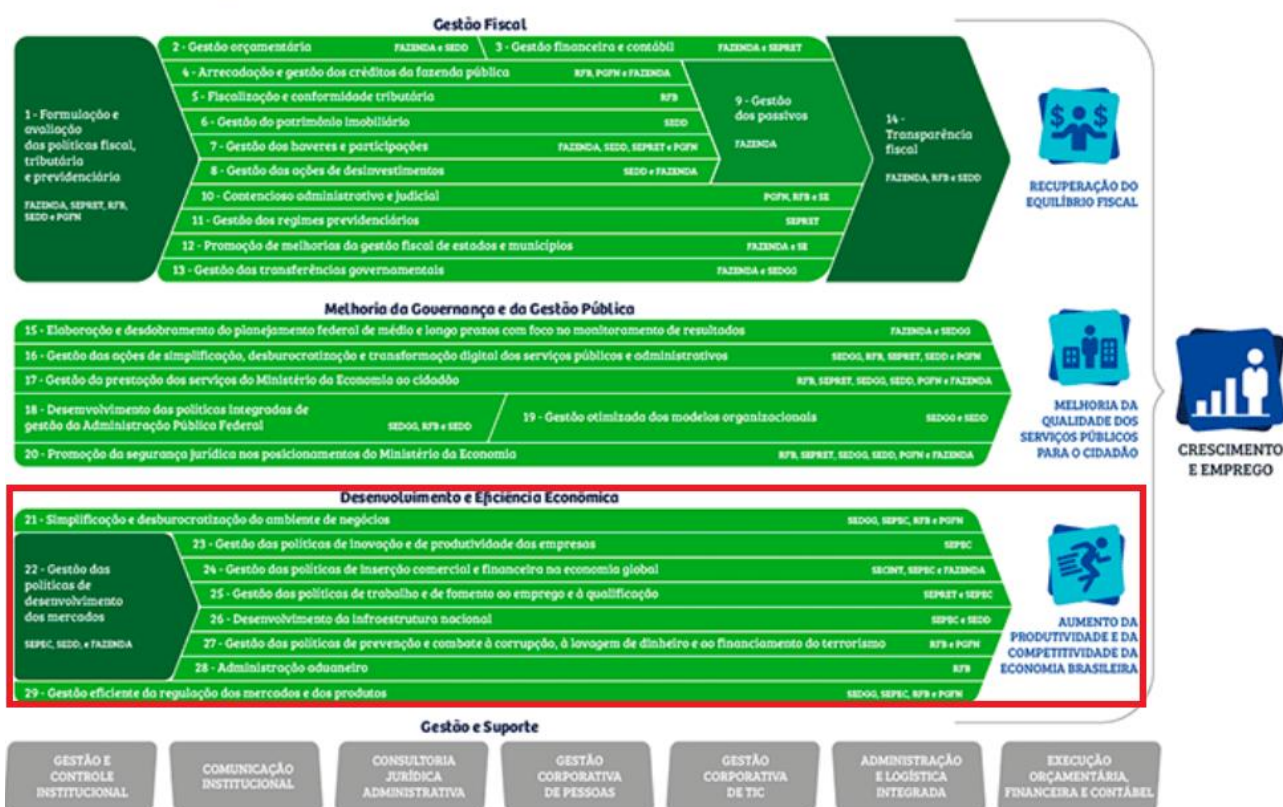 Gestão Fiscal
1 - Formulação e
avaliação
das políticas fiscal,
tributária
e previdenciária
FAZENDA, SEPRET, RFB,
SEDD e PGFN
2 - Gestão orçamentária FAZENDA e SEDD
3 - Gestão financeira e contábil FAZENDA e SEPRET
4 - Arrecadação e gestão dos créditos da fazenda pública RFB, PGFN e FAZENDA
5 - Fiscalização e conformidade tributária RFB
6 - Gestão do patrimônio imobiliário SEDD
7 - Gestão dos haveres e participações FAZENDA, SEDD, SEPRET e PGFN
8 - Gestão das ações de desinvestimentos SEDD e FAZENDA
9 - Gestão
dos passivos
FAZENDA
10 - Contencioso administrativo e judicial PGFN, RFB e SE
11 - Gestão dos regimes previdenciários SEPRET
12 - Promoção de melhorias da gestão fiscal de estados e municípios FAZENDA e SE
13 - Gestão das transferências governamentais FAZENDA e SEDGG
14 -
Transparência
fiscal
FAZENDA, RFB e SEDD
RECUPERAÇÃO DO
EQUILÍBRIO FISCAL
Melhoria da Governança e da Gestão Pública
15 - Elaboração e desdobramento do planejamento federal de médio e longo prazos com foco no monitoramento de resultados FAZENDA e SEDGG
16 - Gestão das ações de simplificação, desburocratização e transformação digital dos serviços públicos e administrativos SEDGG, RFB, SEPRET, SEDD e PGFN
17 - Gestão da prestação dos serviços do Ministério da Economia ao cidadão RFB, SEPRET, SEDGG, SEDD, PGFN e FAZENDA
18 - Desenvolvimento das políticas integradas de
gestão da Administração Pública Federal SEDGG, RFB e SEDD
19 - Gestão otimizada dos modelos organizacionais SEDGG e SEDD
20 - Promoção da segurança jurídica nos posicionamentos do Ministério da Economia RFB, SEPRET, SEDGG, SEDD, PGFN e FAZENDA
MELHORIA DA
QUALIDADE DOS
SERVIÇOS PÚBLICOS
PARA O CIDADÃO
CRESCIMENTO
E EMPREGO
Desenvolvimento e Eficiência Econômica
21 - Simplificação e desburocratização do ambiente de negócios SEDGG, SEPEC, RFB e PGFN
22 - Gestão das
políticas de
desenvolvimento
dos mercados
SEPEC, SEDD, e FAZENDA
23 - Gestão das políticas de inovação e de produtividade das empresas SEPEC
24 - Gestão das políticas de inserção comercial e financeira na economia global SECINT, SEPEC e FAZENDA
25 - Gestão das políticas de trabalho e de fomento ao emprego e à qualificação SEPRET e SEPEC
26 - Desenvolvimento da infraestrutura nacional SEPEC e SEDD
27 - Gestão das políticas de prevenção e combate à corrupção, à lavagem de dinheiro e ao financiamento do terrorismo RFB e PGFN
28 - Administração aduaneiro RFB
29 - Gestão eficiente da regulação dos mercados e dos produtos SEDGG, SEPEC, RFB e PGFN
AUMENTO DA
PRODUTIVIDADE E DA
COMPETITIVIDADE DA
ECONOMIA BRASILEIRA
Gestão e Suporte
GESTÃO E
CONTROLE
INSTITUCIONAL
COMUNICAÇÃO
INSTITUCIONAL
CONSULTORIA
JURÍDICA
ADMINISTRATIVA
GESTÃO
CORPORATIVA
DE PESSOAS
GESTÃO
CORPORATIVA
DE TIC
ADMINISTRAÇÃO
E LOGÍSTICA
INTEGRADA
EXECUÇÃO
ORÇAMENTÁRIA,
FINANCEIRA E CONTÁBEL